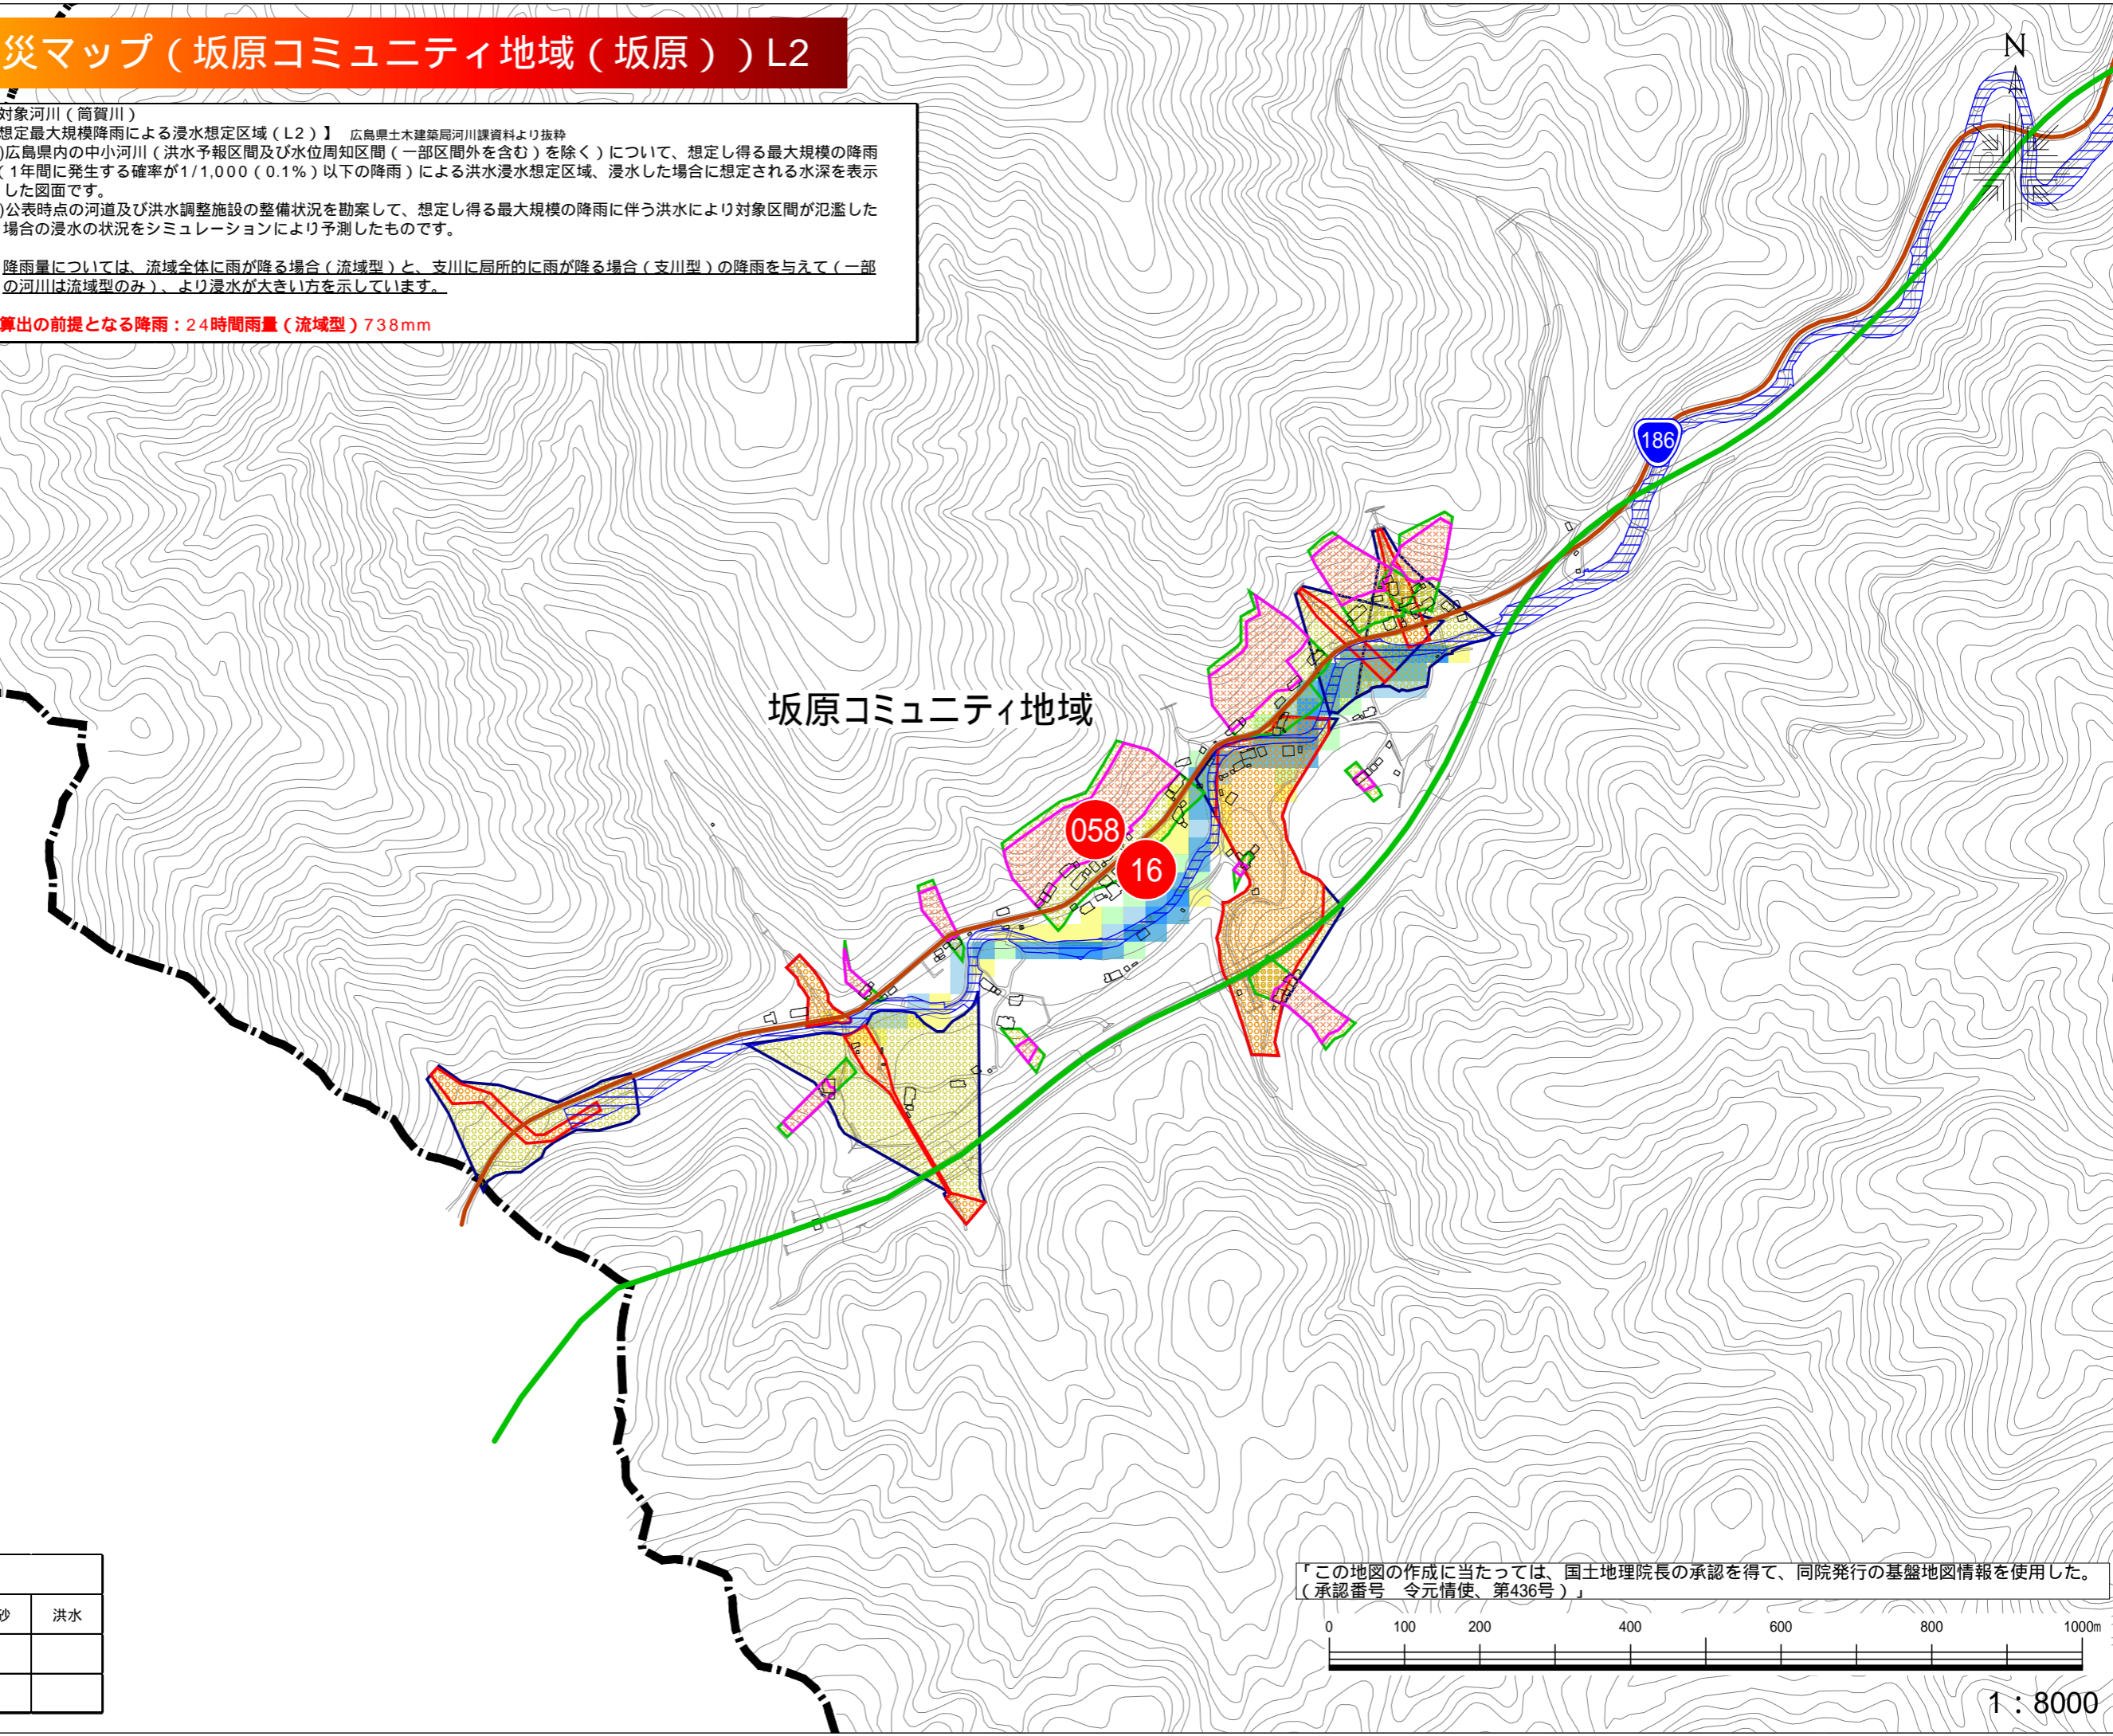 災マップ（坂原コミュニティ地域（坂原））L2
対象河川（筒賀川）
想定最大規模降雨による浸水想定区域（L2）】 広島県土木建築局河川課資料より抜粋
)広島県内の中小河川（洪水予報区間及び水位周知区間（一部区間外を含む）を除く）について、想定し得る最大規模の降雨
（1年間に発生する確率が1/1,000（0.1%）以下の降雨）による洪水浸水想定区域、浸水した場合に想定される水深を表示
した図面です。
)公表時点の河道及び洪水調整施設の整備状況を勘案して、想定し得る最大規模の降雨に伴う洪水により対象区間が氾濫した
場合の浸水の状況をシミュレーションにより予測したものです。
降雨量については、流域全体に雨が降る場合（流域型）と、支川に局所的に雨が降る場合（支川型）の降雨を与えて（一部
の河川は流域型のみ）、より浸水が大きい方を示しています。
算出の前提となる降雨：24時間雨量（流域型）738mm
N
186
坂原コミュニティ地域
058
16
砂 洪水
「この地図の作成に当たっては、国土地理院長の承認を得て、同院発行の基盤地図情報を使用した。
（承認番号　令元情使、第436号）」
0 100 200 400 600 800 1000m
1：8000